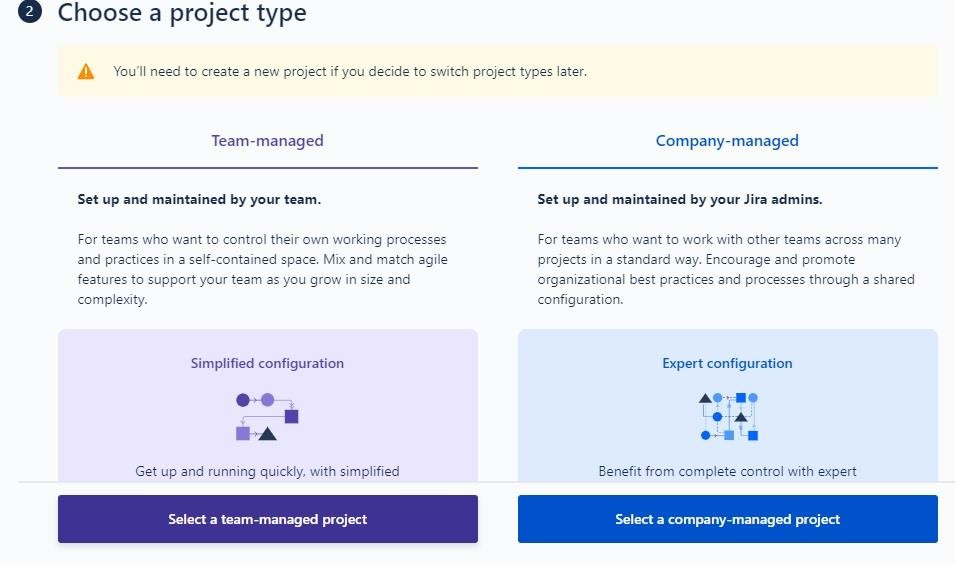 2 Choose a project type
You'll need to create a new project if you decide to switch project types later.
Team-managed
Set up and maintained by your team.
For teams who want to control their own working processes
and practices in a self-contained space. Mix and match agile
features to support your team as you grow in size and
complexity.
Simplified configuration
Get up and running quickly, with simplified
Select a team-managed project
Company-managed
Set up and maintained by your Jira admins.
For teams who want to work with other teams across many
projects in a standard way. Encourage and promote
organizational best practices and processes through a shared
configuration.
Expert configuration
Benefit from complete control with expert
Select a company-managed project